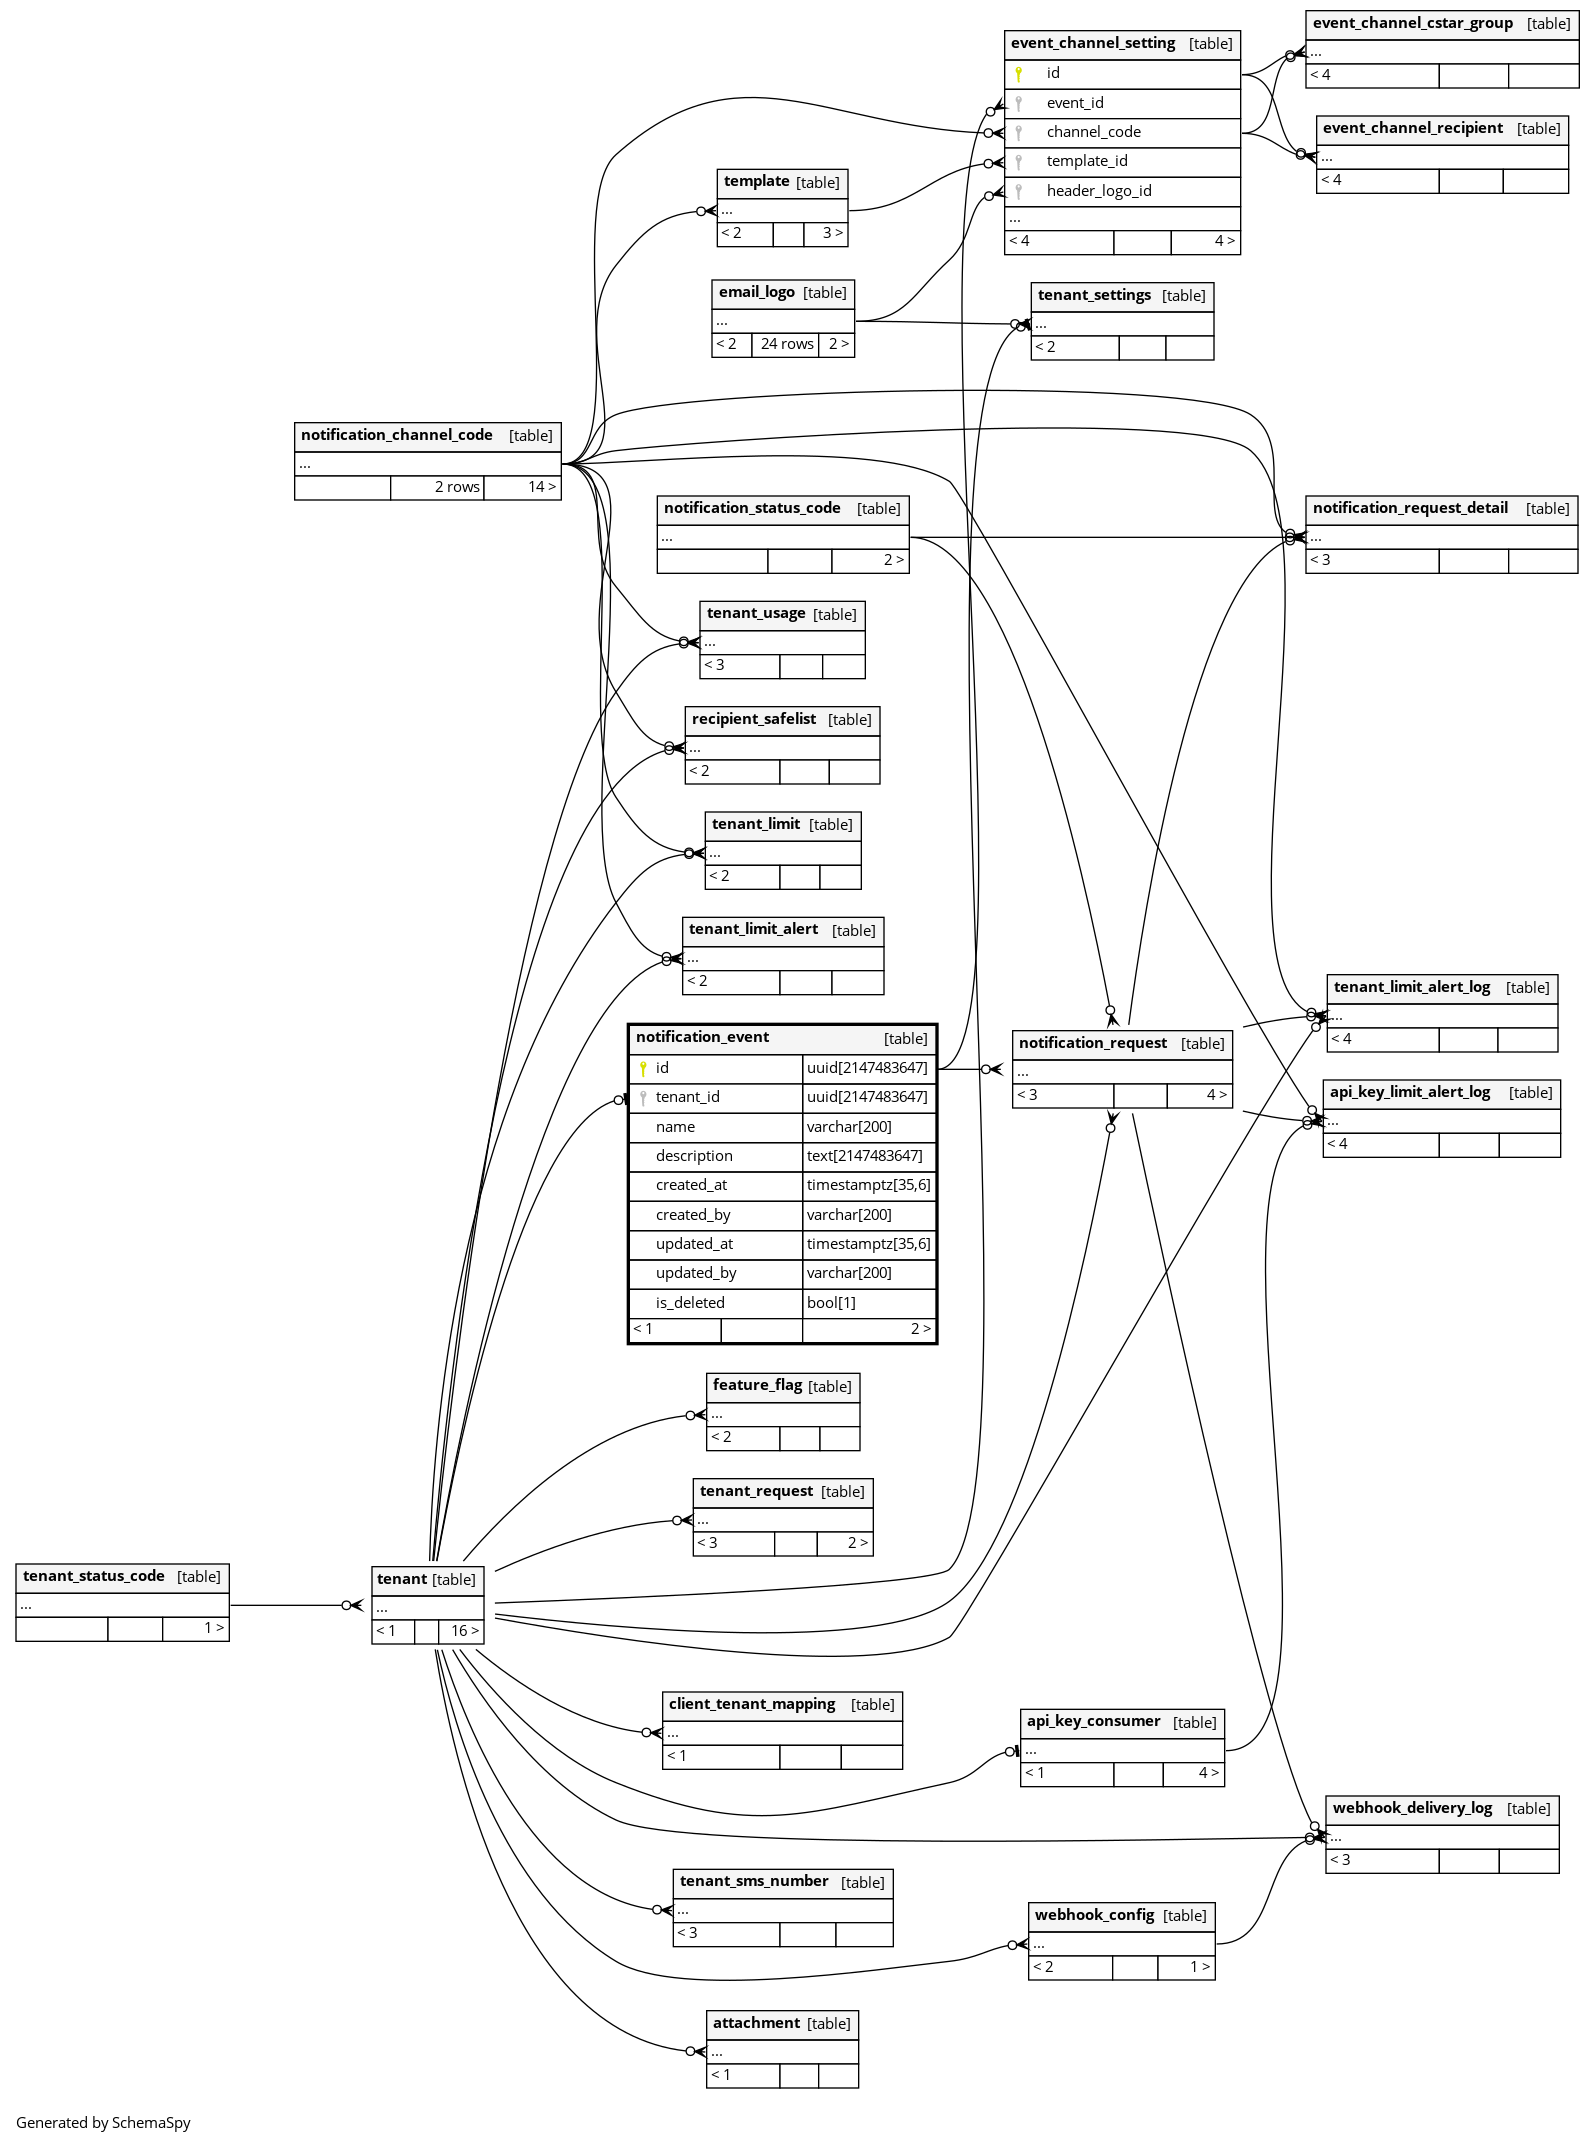 event_channel_cstar_group [table]
...
< 4
event_channel_setting [table]
id
event_id
channel_code
template_id
header_logo_id
...
< 4 4 >
event_channel_recipient [table]
...
< 4
template [table]
...
< 2 3 >
email_logo [table]
...
< 2 24 rows 2 >
tenant_settings [table]
...
< 2
notification_channel_code [table]
...
2 rows 14 >
notification_status_code [table]
...
2 >
notification_request_detail [table]
...
< 3
tenant_usage [table]
...
< 3
recipient_safelist [table]
...
< 2
tenant_limit [table]
...
< 2
tenant_limit_alert [table]
...
< 2
tenant_limit_alert_log [table]
...
< 4
notification_event [table]
id uuid[2147483647]
tenant_id uuid[2147483647]
name varchar[200]
description text[2147483647]
created_at timestamptz[35,6]
created_by varchar[200]
updated_at timestamptz[35,6]
updated_by varchar[200]
is_deleted bool[1]
< 1 2 >
notification_request [table]
...
< 3 4 >
api_key_limit_alert_log [table]
...
< 4
feature_flag [table]
...
< 2
tenant_request [table]
...
< 3 2 >
tenant_status_code [table]
...
1 >
tenant [table]
...
< 1 16 >
client_tenant_mapping [table]
...
< 1
api_key_consumer [table]
...
< 1 4 >
webhook_delivery_log [table]
...
< 3
tenant_sms_number [table]
...
< 3
webhook_config [table]
...
< 2 1 >
attachment [table]
...
< 1
Generated by SchemaSpy